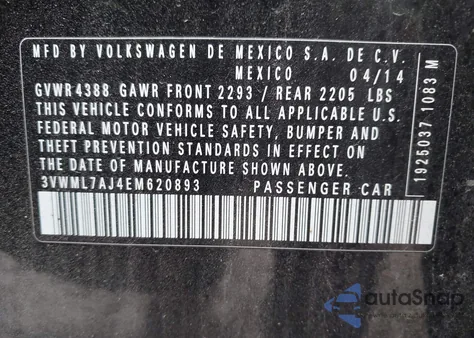 MFD BY VOLKSWAGEN DE MEXICO S.A. DE C.V.
MEXICO 04/14
GVWR 4388 GAWR FRONT 2293 / REAR 2205 LBS
THIS VEHICLE CONFORMS TO ALL APPLICABLE U.S.
FEDERAL MOTOR VEHICLE SAFETY, BUMPER AND
THEFT PREVENTION STANDARDS IN EFFECT ON
THE DATE OF MANUFACTURE SHOWN ABOVE.
3VWML7AJ4EM620893 PASSENGER CAR
1925037 1083 M
autoSnap